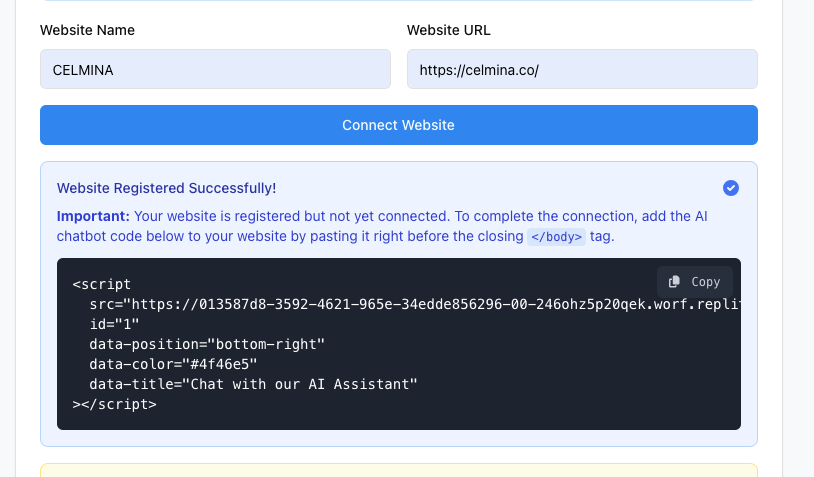 Website Name
Website URL
CELMINA
https://celmina.co/
Connect Website
Website Registered Successfully!
Important: Your website is registered but not yet connected. To complete the connection, add the AI
chatbot code below to your website by pasting it right before the closing </body> tag.
Copy
<script
src="https://013587d8-3592-4621-965e-34edde856296-00-246ohz5p20qek.worf.replit
id="1"
data-position="bottom-right"
data-color="#4f46e5"
data-title="Chat with our AI Assistant"
></script>